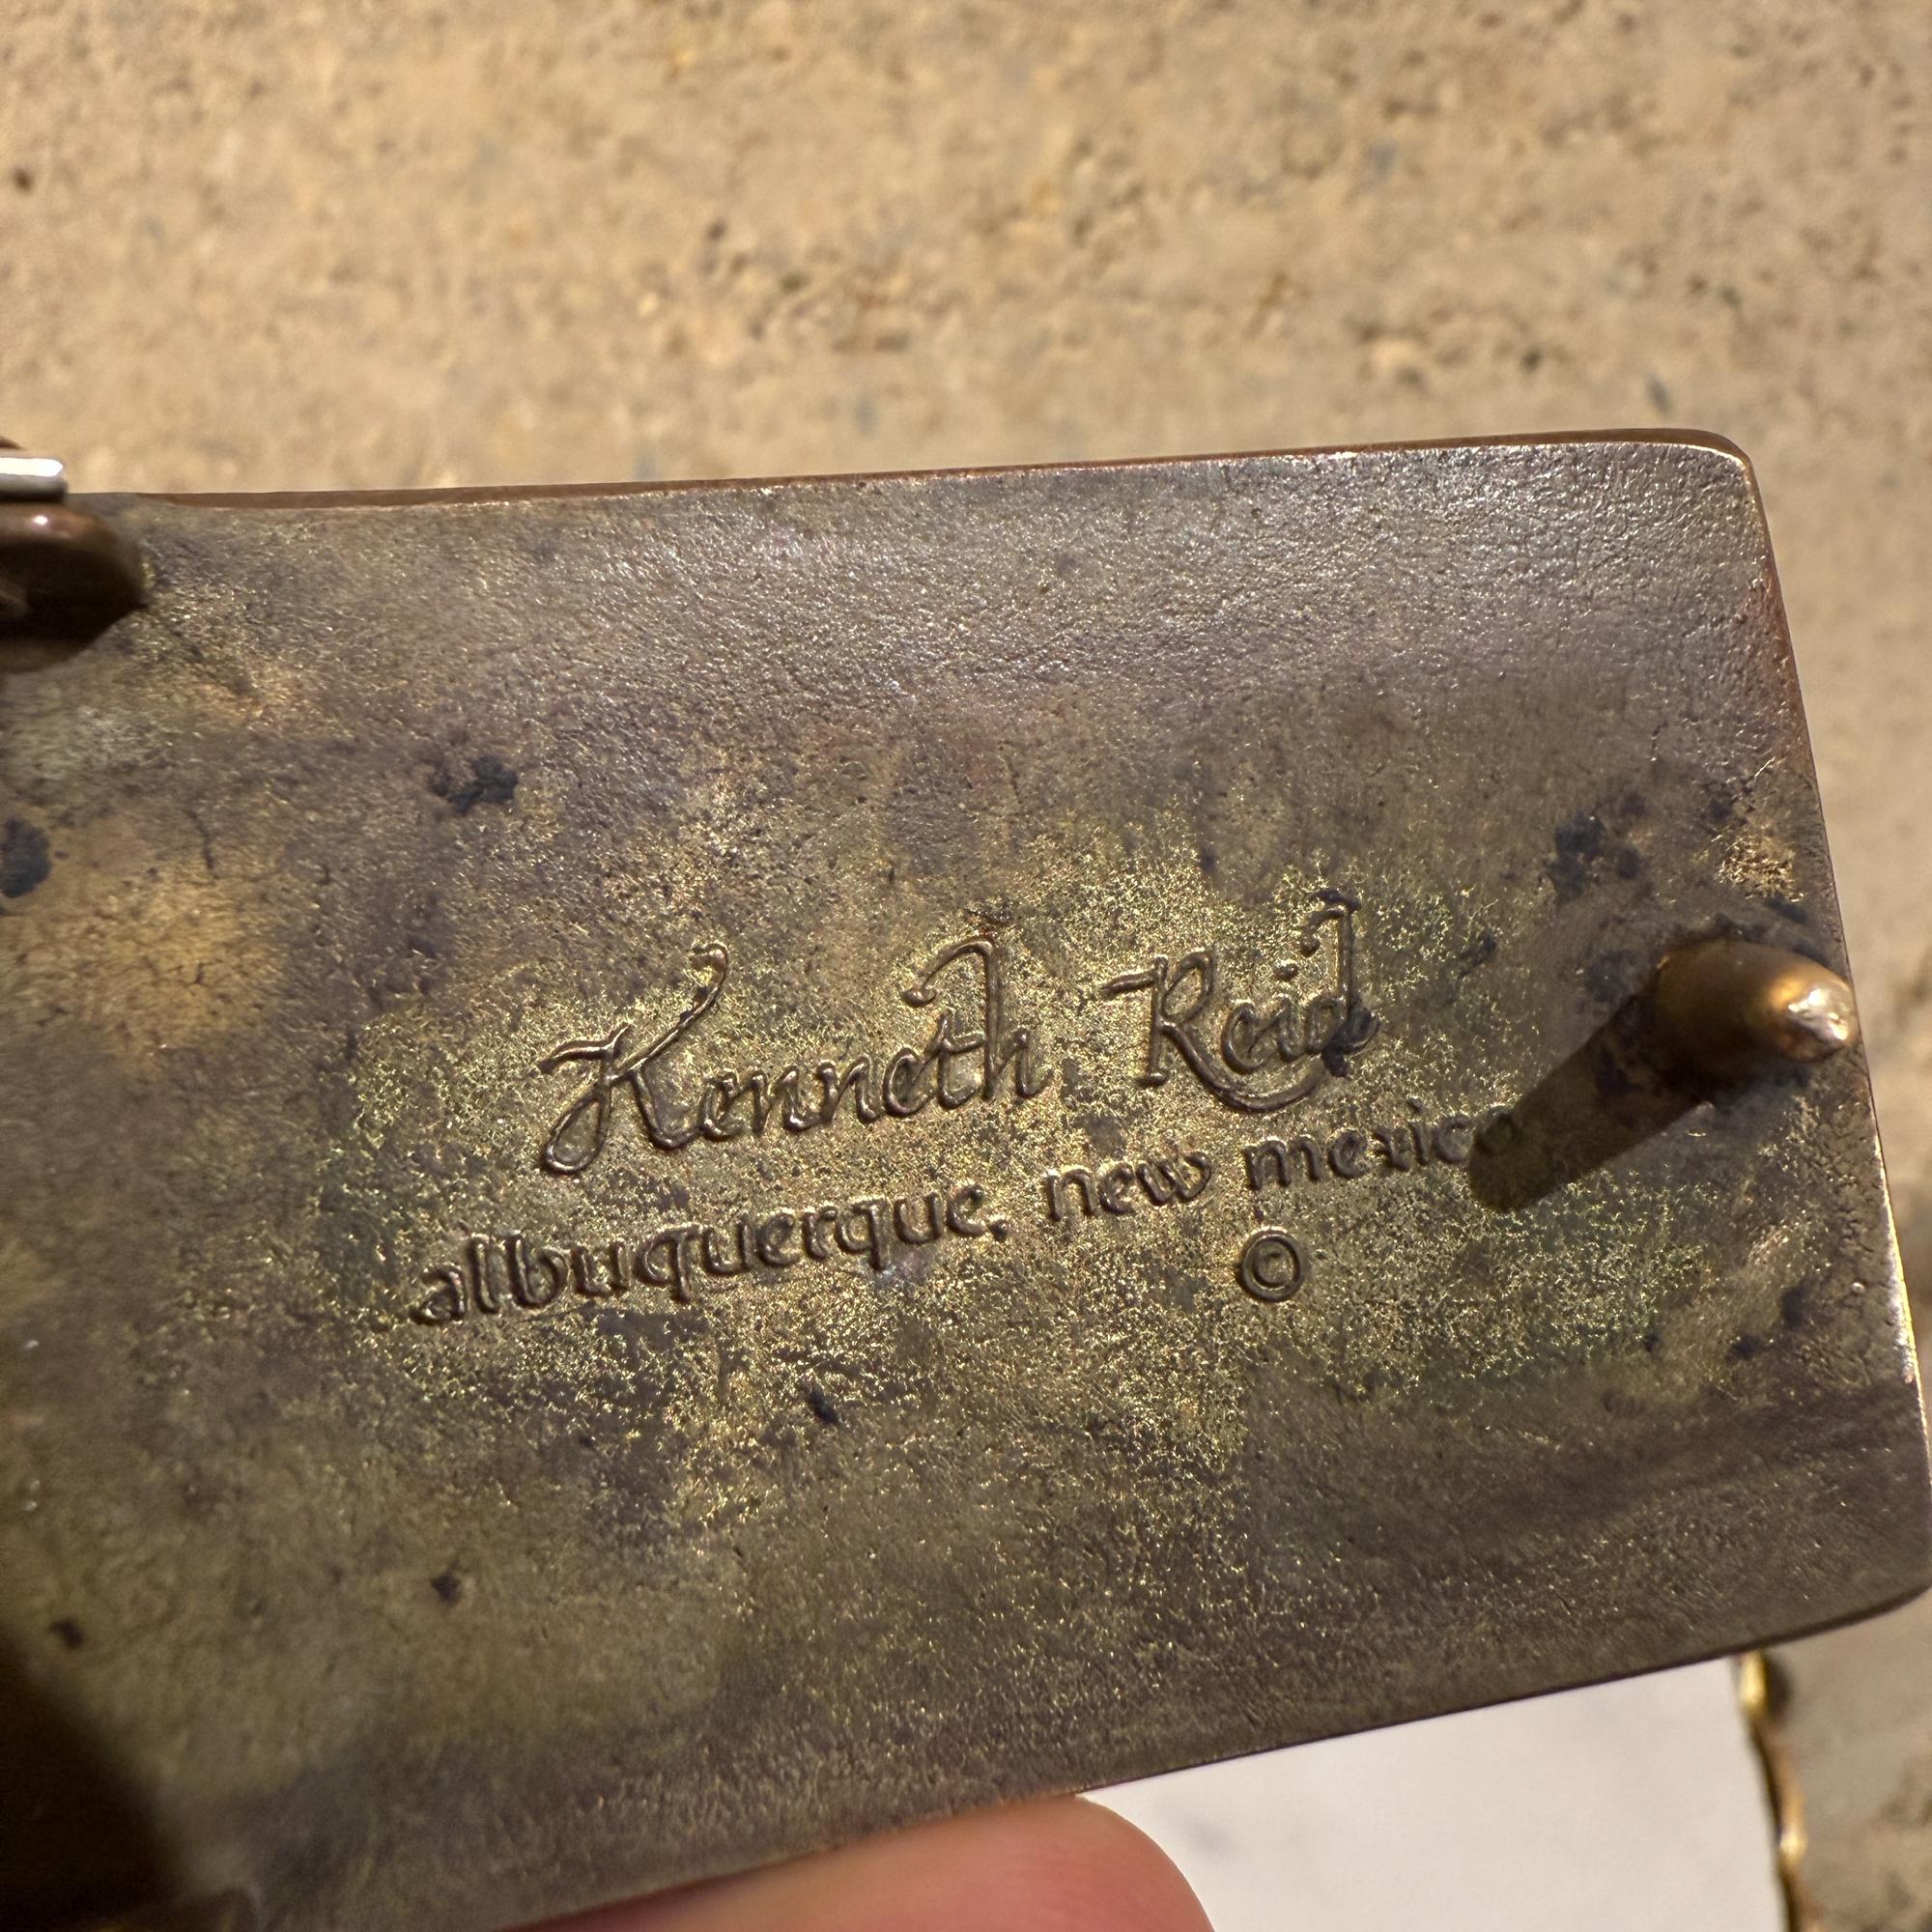 Kenneth Reid
albuquerque, new mexico
©